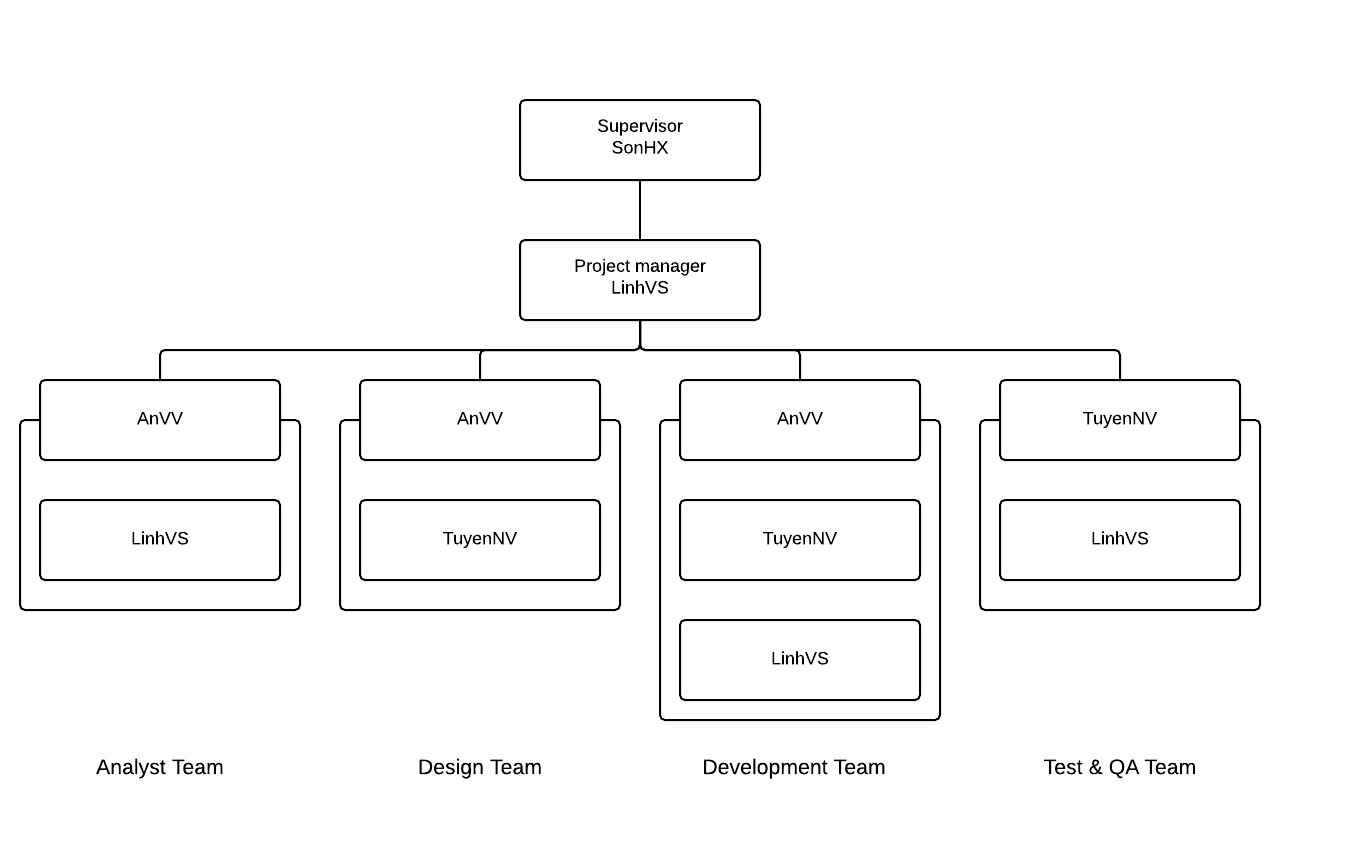 Supervisor
SonHX
Project manager
LinhVS
AnVV
AnVV
AnVV
TuyenNV
LinhVS
TuyenNV
TuyenNV
LinhVS
LinhVS
Analyst Team
Design Team
Development Team
Test & QA Team